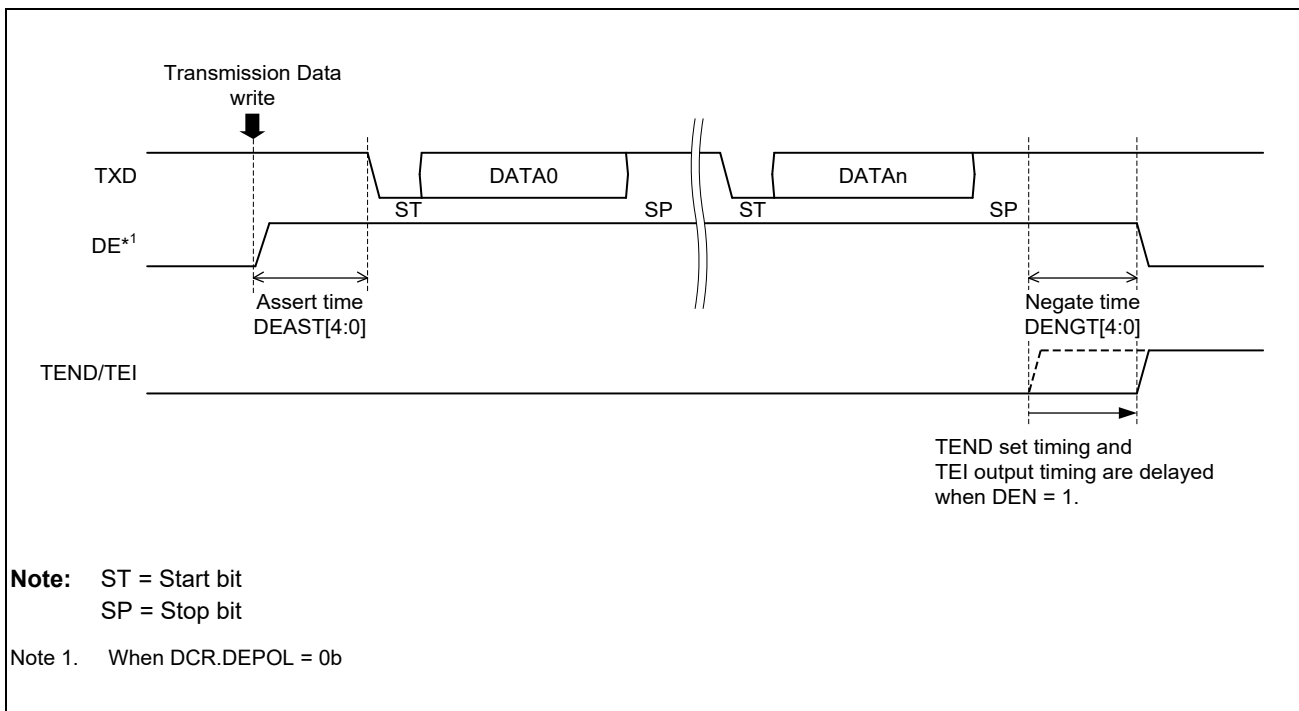 Transmission Data
write
TXD
DATA0
DATAn
ST
SP
ST
SP
DE*1
Assert time
DEAST[4:0]
Negate time
DENGT[4:0]
TEND/TEI
TEND set timing and
TEI output timing are delayed
when DEN = 1.
Note: ST = Start bit
SP = Stop bit
Note 1. When DCR.DEPOL = 0b